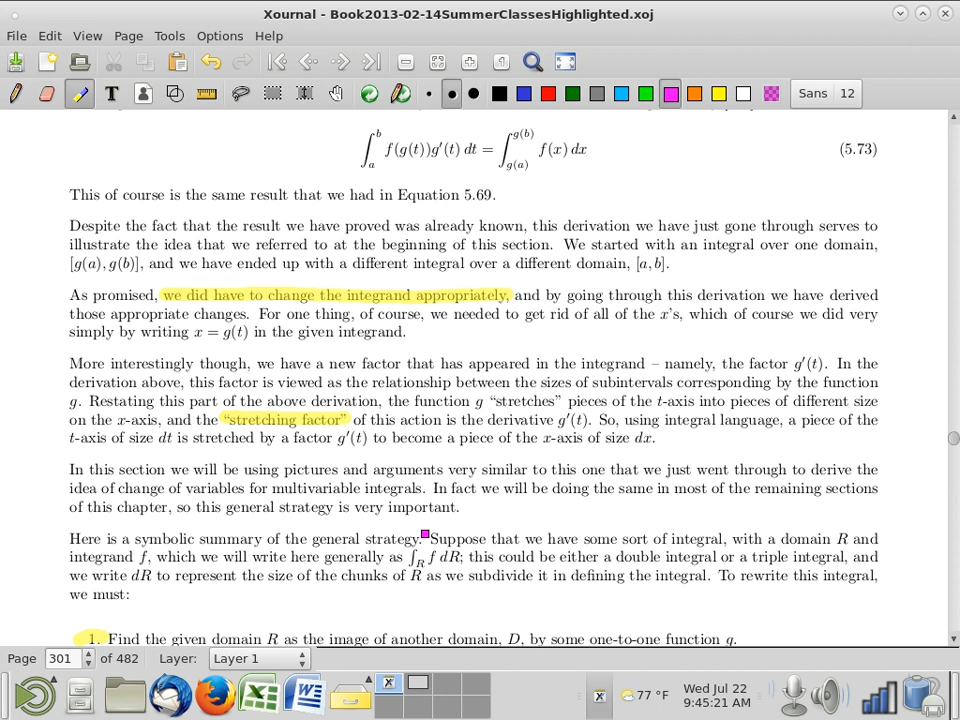 Xournal - Book2013-02-14SummerClassesHighlighted.xoj
File Edit View Page Tools Options Help
T Sans 12
∫_a^b f(g(t))g′(t) dt = ∫_{g(a)}^{g(b)} f(x) dx (5.73)
This of course is the same result that we had in Equation 5.69.
Despite the fact that the result we have proved was already known, this derivation we have just gone through serves to
illustrate the idea that we referred to at the beginning of this section. We started with an integral over one domain,
[g(a), g(b)], and we have ended up with a different integral over a different domain, [a, b].
As promised, we did have to change the integrand appropriately, and by going through this derivation we have derived
those appropriate changes. For one thing, of course, we needed to get rid of all of the x's, which of course we did very
simply by writing x = g(t) in the given integrand.
More interestingly though, we have a new factor that has appeared in the integrand – namely, the factor g′(t). In the
derivation above, this factor is viewed as the relationship between the sizes of subintervals corresponding by the function
g. Restating this part of the above derivation, the function g “stretches” pieces of the t-axis into pieces of different size
on the x-axis, and the “stretching factor” of this action is the derivative g′(t). So, using integral language, a piece of the
t-axis of size dt is stretched by a factor g′(t) to become a piece of the x-axis of size dx.
In this section we will be using pictures and arguments very similar to this one that we just went through to derive the
idea of change of variables for multivariable integrals. In fact we will be doing the same in most of the remaining sections
of this chapter, so this general strategy is very important.
Here is a symbolic summary of the general strategy. Suppose that we have some sort of integral, with a domain R and
integrand f, which we will write here generally as ∫_R f dR; this could be either a double integral or a triple integral, and
we write dR to represent the size of the chunks of R as we subdivide it in defining the integral. To rewrite this integral,
we must:
1. Find the given domain R as the image of another domain, D, by some one-to-one function g.
Page 301 of 482 Layer: Layer 1
77 °F
Wed Jul 22
9:45:21 AM